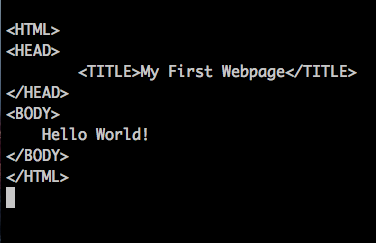 <HTML>
<HEAD>
        <TITLE>My First Webpage</TITLE>
</HEAD>
<BODY>
    Hello World!
</BODY>
</HTML>